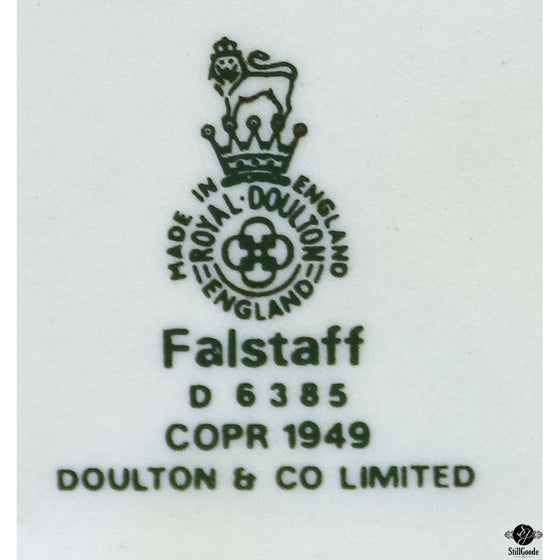 MADE IN ENGLAND
ROYAL·DOULTON
ENGLAND
Falstaff
D 6385
COPR 1949
DOULTON & CO LIMITED
StillGoode